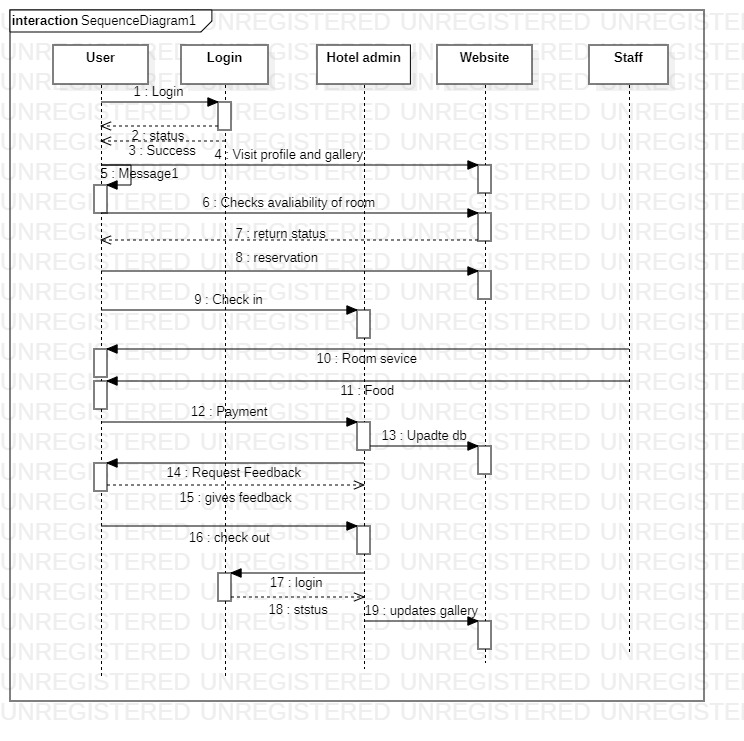 interaction SequenceDiagram1
User
Login
Hotel admin
Website
Staff
1 : Login
2 : status
3 : Success
4 : Visit profile and gallery
5 : Message1
6 : Checks avaliability of room
7 : return status
8 : reservation
9 : Check in
10 : Room sevice
11 : Food
12 : Payment
13 : Upadte db
14 : Request Feedback
15 : gives feedback
16 : check out
17 : login
18 : ststus
19 : updates gallery
UNREGISTERED